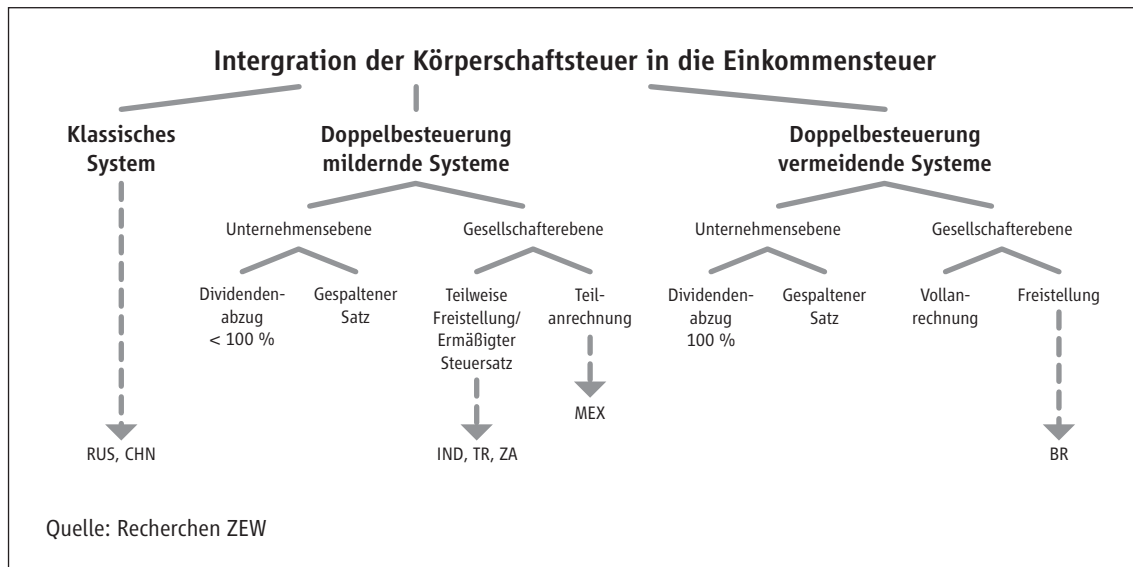 Intergration der Körperschaftsteuer in die Einkommensteuer
Klassisches
System
Doppelbesteuerung
mildernde Systeme
Doppelbesteuerung
vermeidende Systeme
Unternehmensebene
Gesellschafterebene
Unternehmensebene
Gesellschafterebene
Dividenden-
abzug
< 100 %
Gespaltener
Satz
Teilweise
Freistellung/
Ermäßigter
Steuersatz
Teil-
anrechnung
Dividenden-
abzug
100 %
Gespaltener
Satz
Vollan-
rechnung
Freistellung
MEX
RUS, CHN
IND, TR, ZA
BR
Quelle: Recherchen ZEW